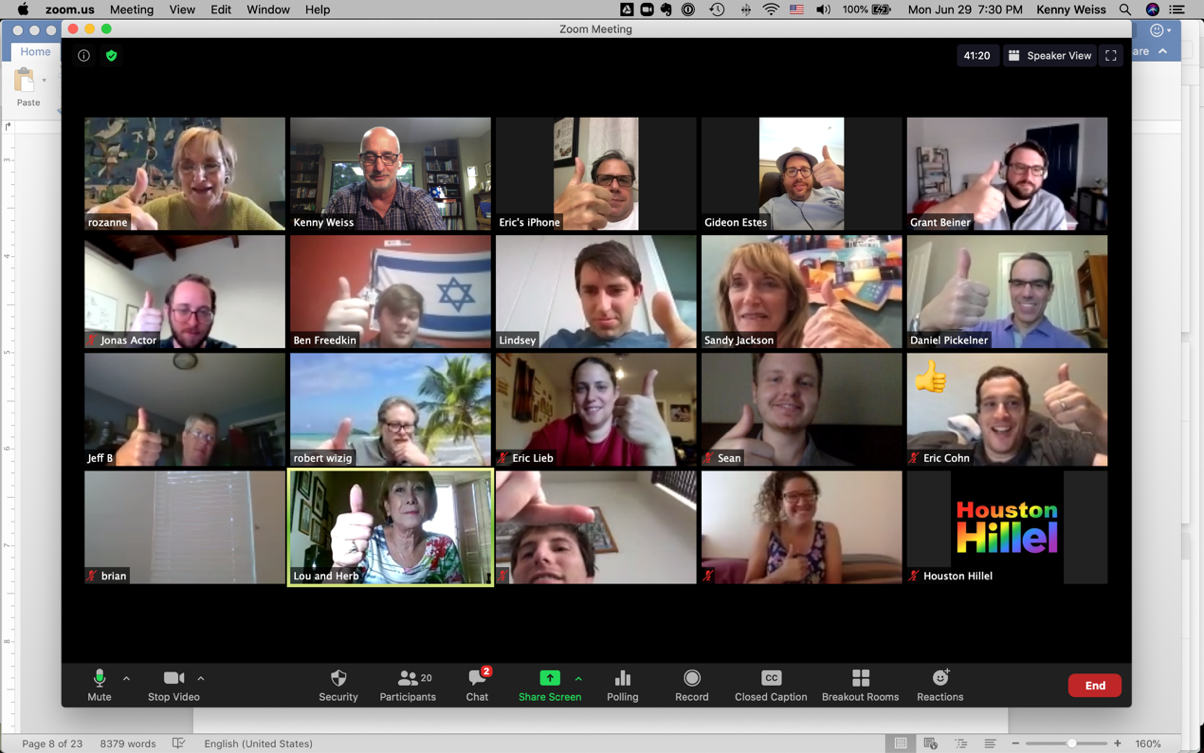 zoom.us Meeting View Edit Window Help 100% Mon Jun 29 7:30 PM Kenny Weiss
Zoom Meeting
Home
are
41:20 Speaker View
Paste
rozanne
Kenny Weiss
Eric's iPhone
Gideon Estes
Grant Beiner
Jonas Actor
Ben Freedkin
Lindsey
Sandy Jackson
Daniel Pickelner
Jeff B
robert wizig
Eric Lieb
Sean
Eric Cohn
brian
Lou and Herb
Houston
Hillel
Houston Hillel
20
2
Mute
Stop Video
Security
Participants
Chat
Share Screen
Polling
Record
CC
Closed Caption
Breakout Rooms
Reactions
End
Page 8 of 23 8379 words English (United States) 160%